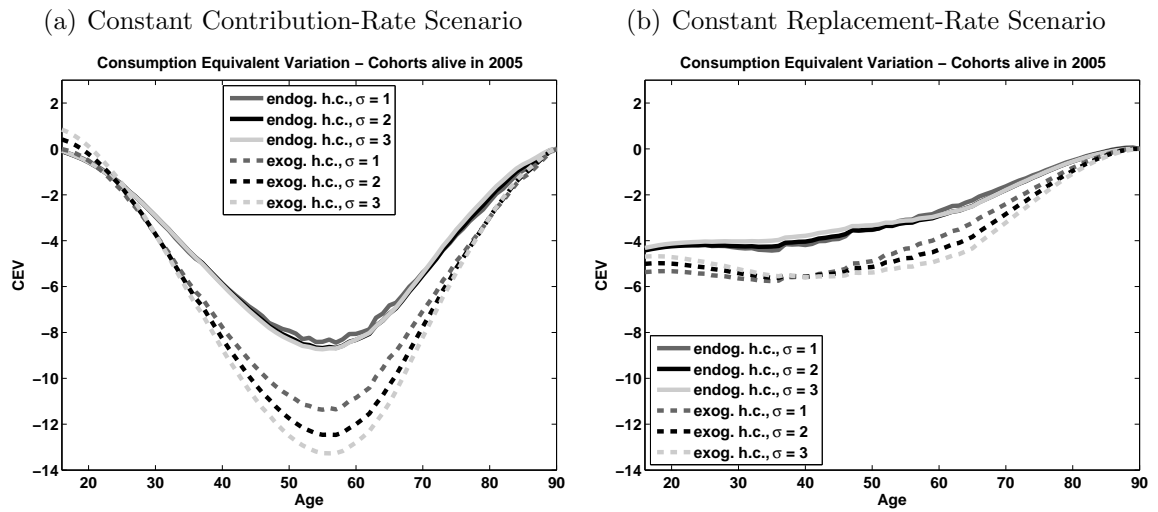 (a) Constant Contribution-Rate Scenario
Consumption Equivalent Variation – Cohorts alive in 2005
endog. h.c., σ = 1
endog. h.c., σ = 2
endog. h.c., σ = 3
exog. h.c., σ = 1
exog. h.c., σ = 2
exog. h.c., σ = 3
2
0
−2
−4
−6
−8
−10
−12
−14
CEV
20 30 40 50 60 70 80 90
Age
(b) Constant Replacement-Rate Scenario
Consumption Equivalent Variation – Cohorts alive in 2005
2
0
−2
−4
−6
−8
−10
−12
−14
CEV
endog. h.c., σ = 1
endog. h.c., σ = 2
endog. h.c., σ = 3
exog. h.c., σ = 1
exog. h.c., σ = 2
exog. h.c., σ = 3
20 30 40 50 60 70 80 90
Age